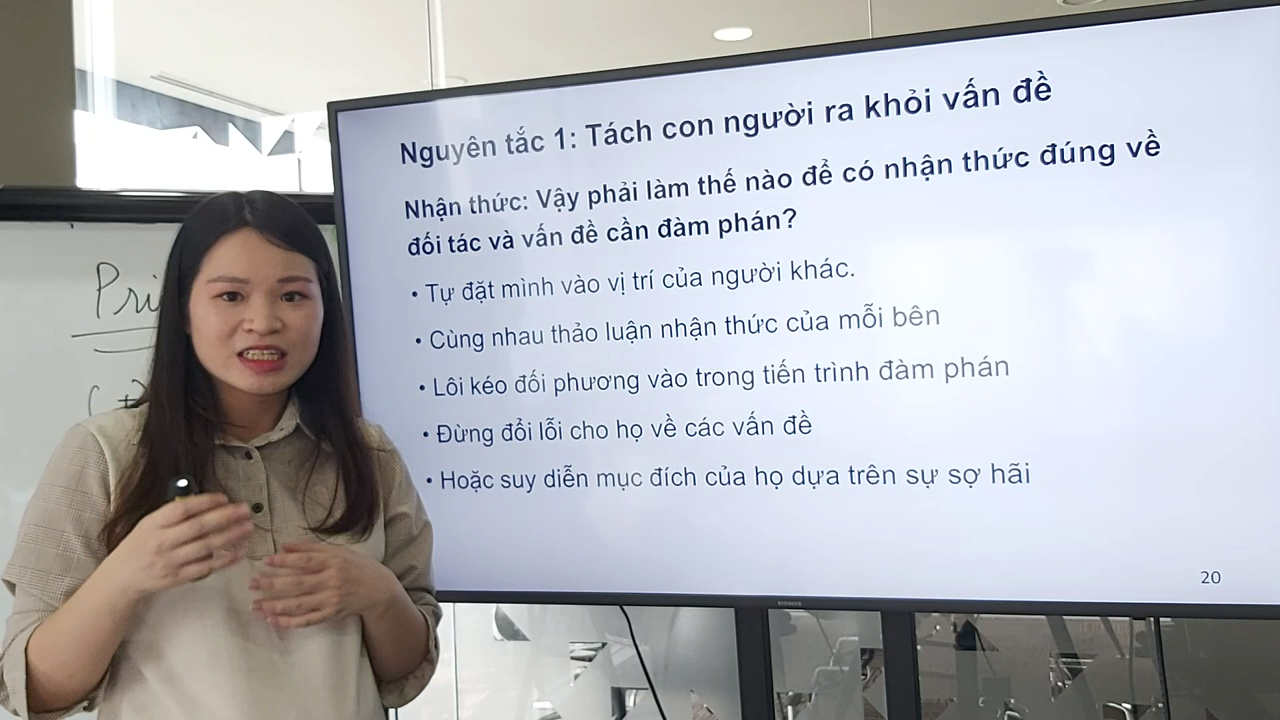 Nguyên tắc 1: Tách con người ra khỏi vấn đề
Nhận thức: Vậy phải làm thế nào để có nhận thức đúng về
đối tác và vấn đề cần đàm phán?
• Tự đặt mình vào vị trí của người khác.
• Cùng nhau thảo luận nhận thức của mỗi bên
• Lôi kéo đối phương vào trong tiến trình đàm phán
• Đừng đổi lỗi cho họ về các vấn đề
• Hoặc suy diễn mục đích của họ dựa trên sự sợ hãi
20
SAMSUNG
Pri